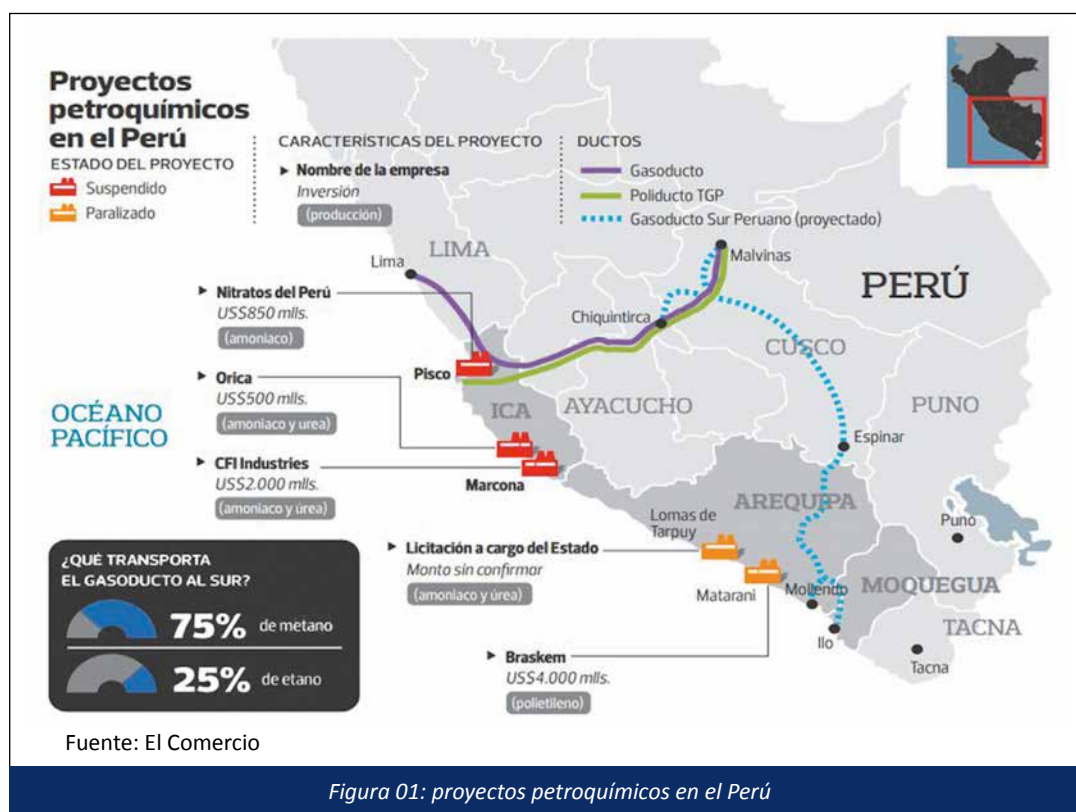 Proyectos
petroquímicos
en el Perú
ESTADO DEL PROYECTO
Suspendido
Paralizado
CARACTERÍSTICAS DEL PROYECTO
Nombre de la empresa
Inversión
(producción)
DUCTOS
Gasoducto
Poliducto TGP
Gasoducto Sur Peruano (proyectado)
LIMA
Lima
Malvinas
PERÚ
Nitratos del Perú
US$850 mlls.
(amoniaco)
Chiquintirca
CUSCO
Pisco
Orica
US$500 mlls.
(amoniaco y urea)
OCÉANO
PACÍFICO
ICA
AYACUCHO
PUNO
Espinar
CFI Industries
US$2.000 mlls.
(amoniaco y úrea)
Marcona
AREQUIPA
Lomas de
Tarpuy
Puno
¿QUÉ TRANSPORTA
EL GASODUCTO AL SUR?
75% de metano
25% de etano
Licitación a cargo del Estado
Monto sin confirmar
(amoniaco y úrea)
Matarani
Mollendo
MOQUEGUA
Ilo
TACNA
Tacna
Braskem
US$4.000 mlls.
(polietileno)
Fuente: El Comercio
Figura 01: proyectos petroquímicos en el Perú